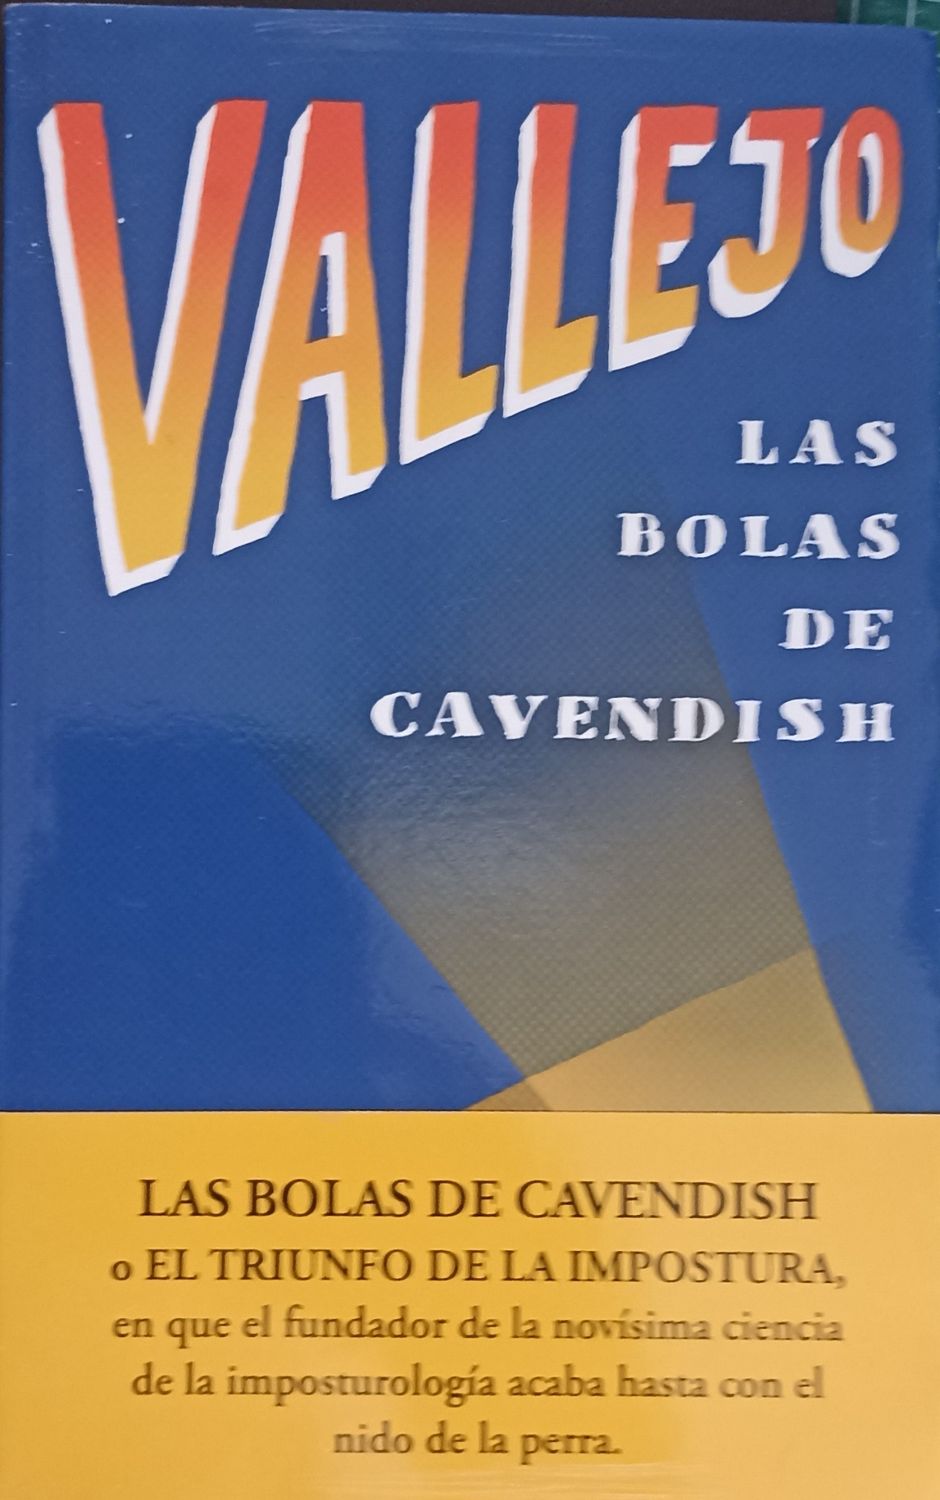 VALLEJO
LAS
BOLAS
DE
CAVENDISH
LAS BOLAS DE CAVENDISH
o EL TRIUNFO DE LA IMPOSTURA,
en que el fundador de la novísima ciencia
de la imposturología acaba hasta con el
nido de la perra.